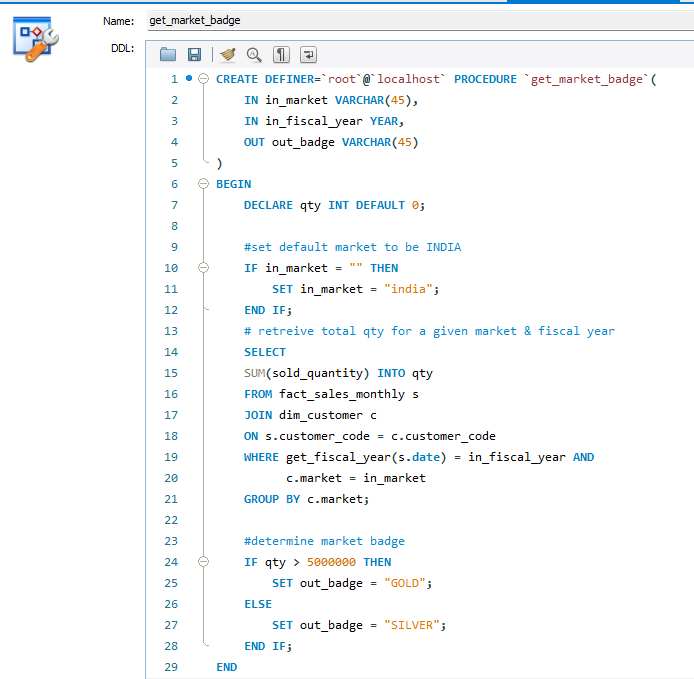 Name: get_market_badge
DDL:
1 CREATE DEFINER=`root`@`localhost` PROCEDURE `get_market_badge`(
2 IN in_market VARCHAR(45),
3 IN in_fiscal_year YEAR,
4 OUT out_badge VARCHAR(45)
5 )
6 BEGIN
7 DECLARE qty INT DEFAULT 0;
8
9 #set default market to be INDIA
10 IF in_market = "" THEN
11 SET in_market = "india";
12 END IF;
13 # retreive total qty for a given market & fiscal year
14 SELECT
15 SUM(sold_quantity) INTO qty
16 FROM fact_sales_monthly s
17 JOIN dim_customer c
18 ON s.customer_code = c.customer_code
19 WHERE get_fiscal_year(s.date) = in_fiscal_year AND
20 c.market = in_market
21 GROUP BY c.market;
22
23 #determine market badge
24 IF qty > 5000000 THEN
25 SET out_badge = "GOLD";
26 ELSE
27 SET out_badge = "SILVER";
28 END IF;
29 END